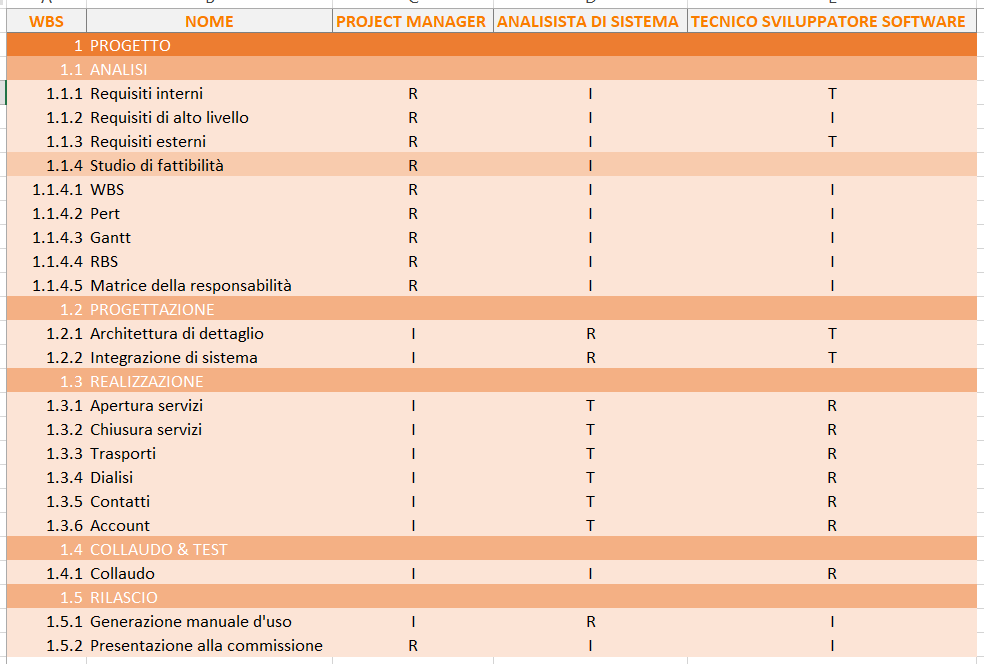 WBS NOME PROJECT MANAGER ANALISISTA DI SISTEMA TECNICO SVILUPPATORE SOFTWARE
1 PROGETTO
1.1 ANALISI
1.1.1 Requisiti interni R I T
1.1.2 Requisiti di alto livello R I I
1.1.3 Requisiti esterni R I T
1.1.4 Studio di fattibilità R I
1.1.4.1 WBS R I I
1.1.4.2 Pert R I I
1.1.4.3 Gantt R I I
1.1.4.4 RBS R I I
1.1.4.5 Matrice della responsabilità R I I
1.2 PROGETTAZIONE
1.2.1 Architettura di dettaglio I R T
1.2.2 Integrazione di sistema I R T
1.3 REALIZZAZIONE
1.3.1 Apertura servizi I T R
1.3.2 Chiusura servizi I T R
1.3.3 Trasporti I T R
1.3.4 Dialisi I T R
1.3.5 Contatti I T R
1.3.6 Account I T R
1.4 COLLAUDO & TEST
1.4.1 Collaudo I I R
1.5 RILASCIO
1.5.1 Generazione manuale d'uso I R I
1.5.2 Presentazione alla commissione R I I